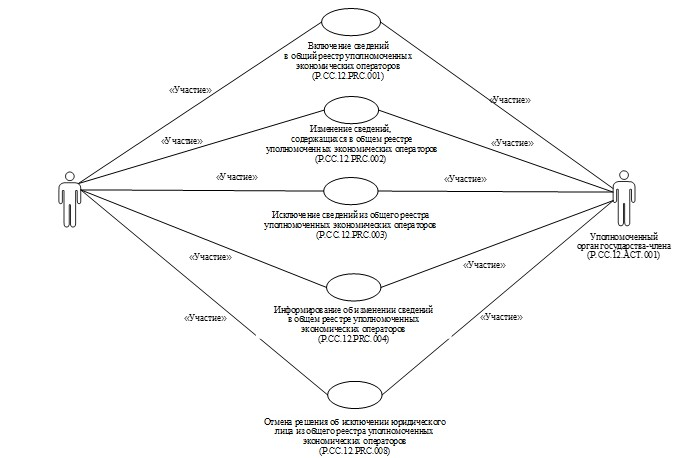 Включение сведений
в общий реестр уполномоченных
экономических операторов
(P.CC.12.PRC.001)
«Участие»
«Участие»
Изменение сведений,
содержащихся в общем реестре
уполномоченных экономических операторов
(P.CC.12.PRC.002)
«Участие»
«Участие»
«Участие»
«Участие»
Исключение сведений из общего реестра
уполномоченных экономических операторов
(P.CC.12.PRC.003)
Уполномоченный
орган государства-члена
(P.CC.12.ACT.001)
«Участие»
«Участие»
Информирование об изменении сведений
в общем реестре уполномоченных
экономических операторов
(P.CC.12.PRC.004)
«Участие»
«Участие»
Отмена решения об исключении юридического
лица из общего реестра уполномоченных
экономических операторов
(P.CC.12.PRC.008)